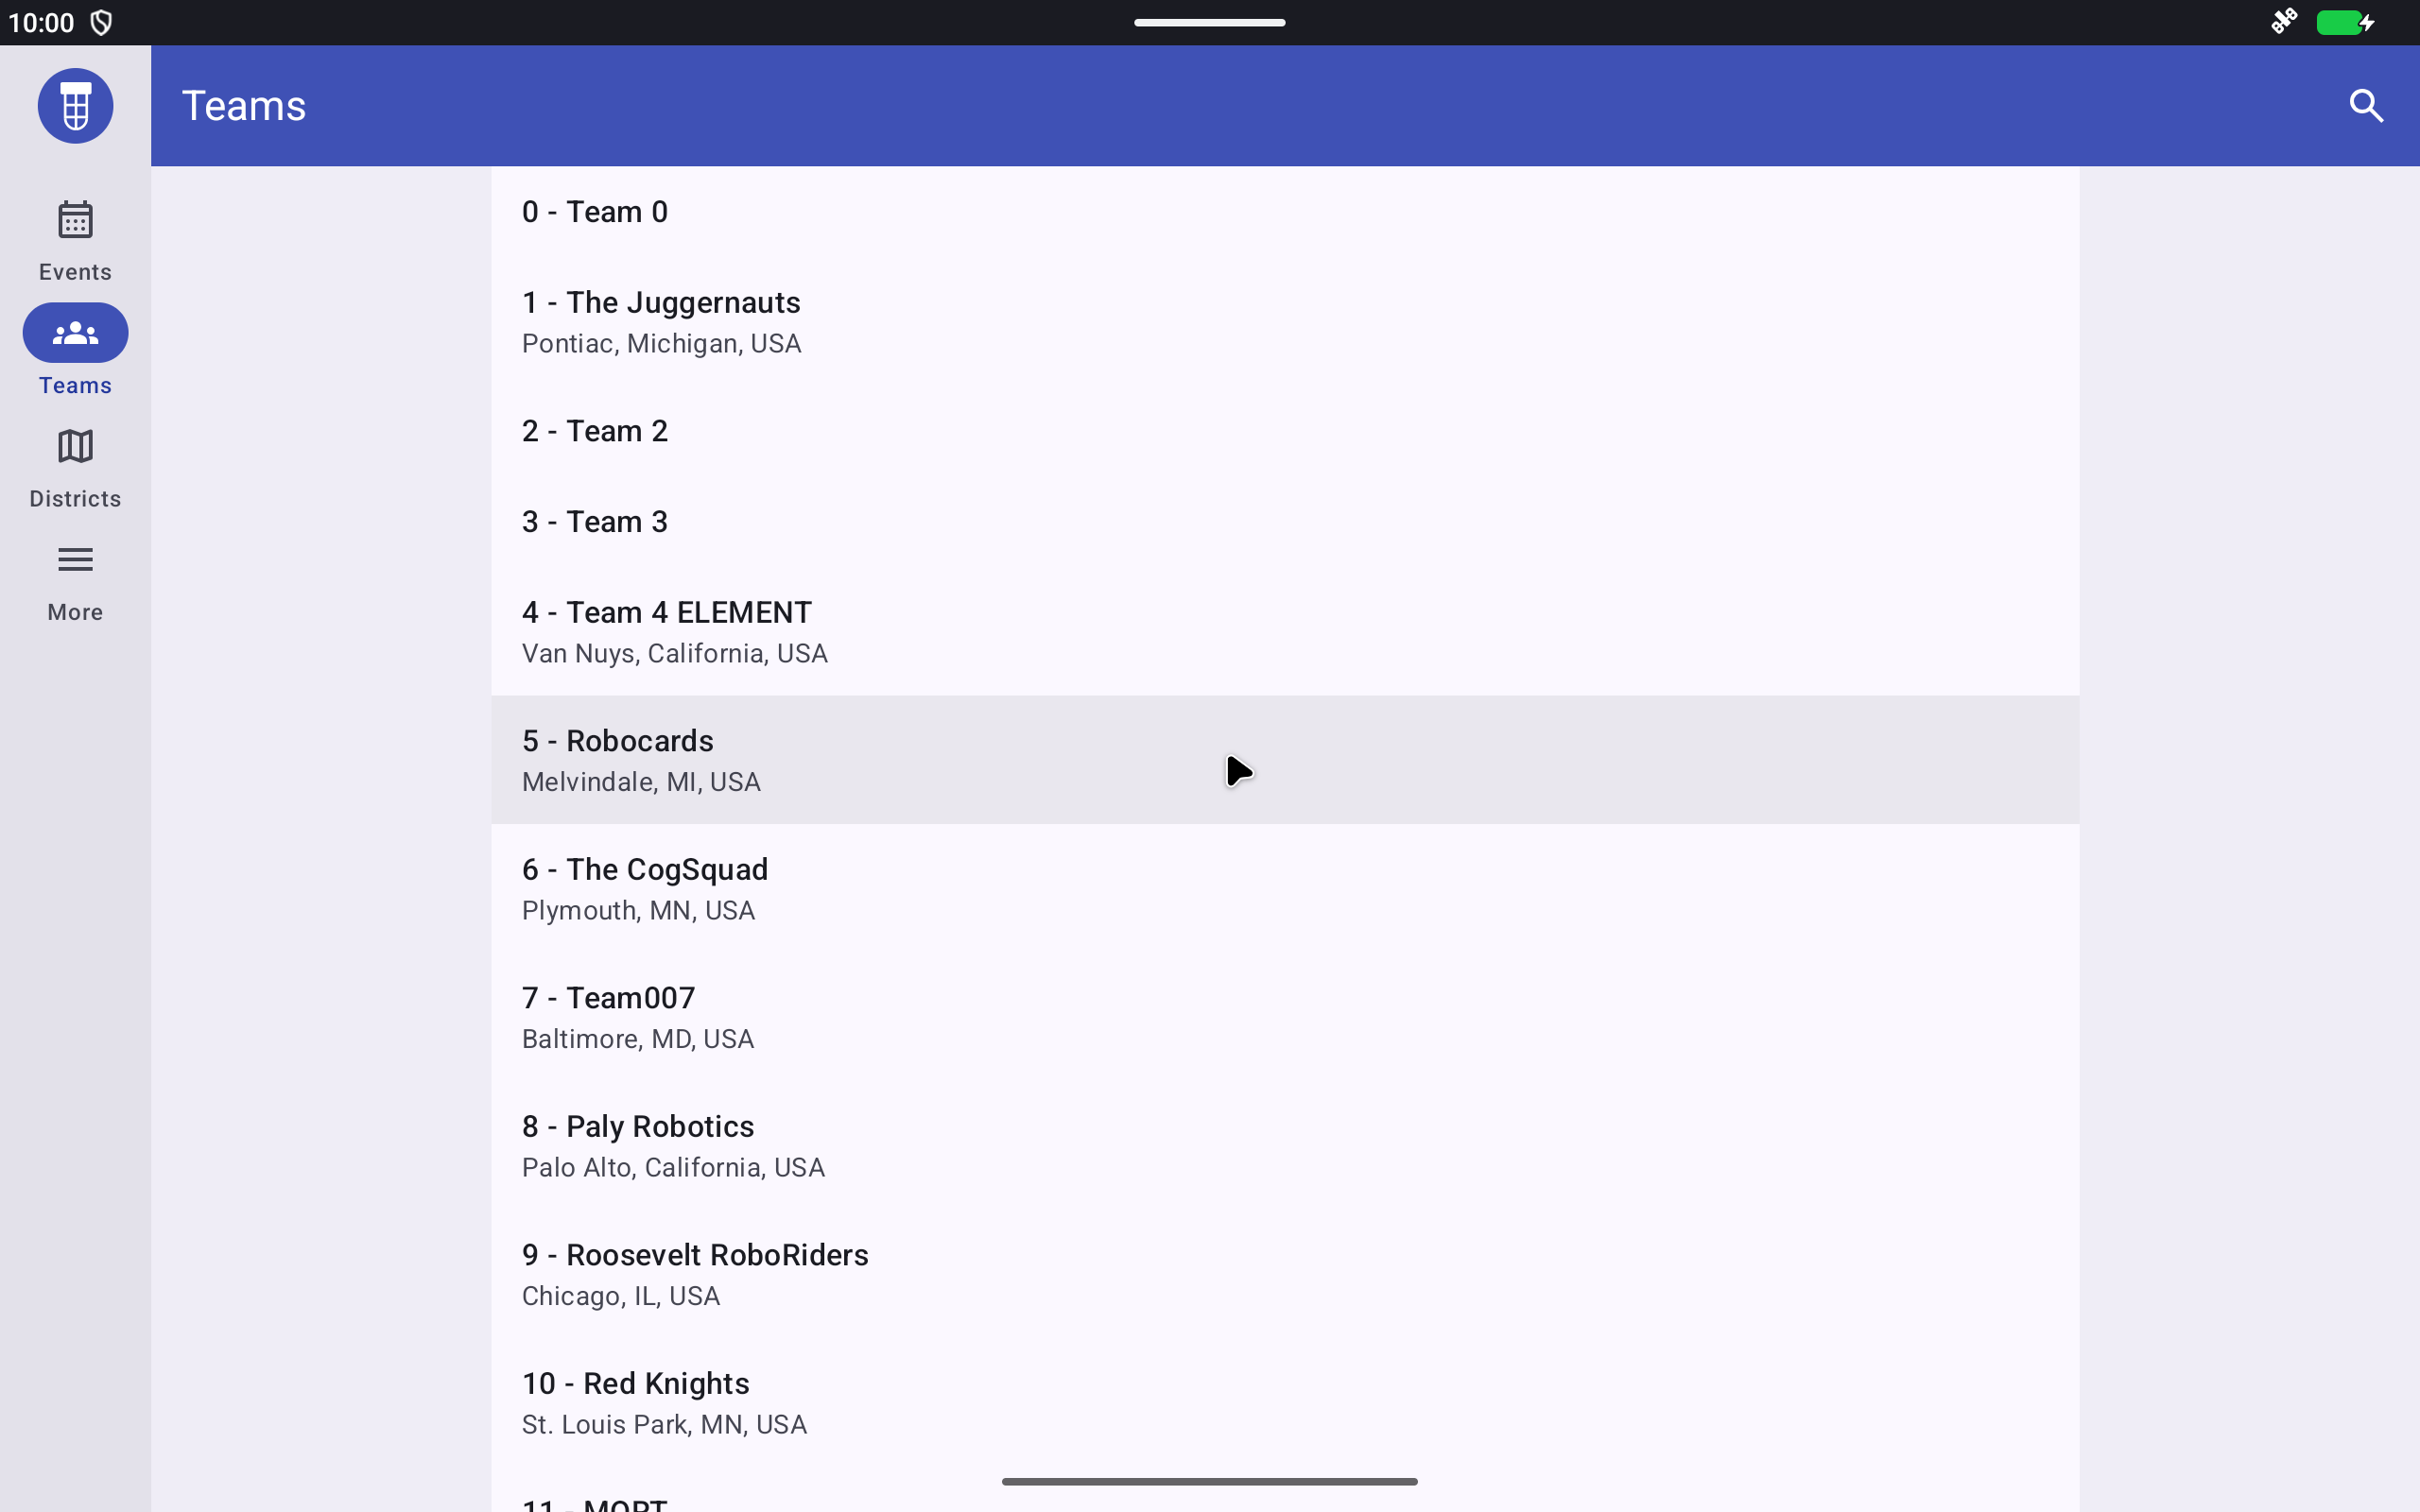 10:00
Teams
Events
Teams
Districts
More
0 - Team 0
1 - The Juggernauts
Pontiac, Michigan, USA
2 - Team 2
3 - Team 3
4 - Team 4 ELEMENT
Van Nuys, California, USA
5 - Robocards
Melvindale, MI, USA
6 - The CogSquad
Plymouth, MN, USA
7 - Team007
Baltimore, MD, USA
8 - Paly Robotics
Palo Alto, California, USA
9 - Roosevelt RoboRiders
Chicago, IL, USA
10 - Red Knights
St. Louis Park, MN, USA
11 - MORT